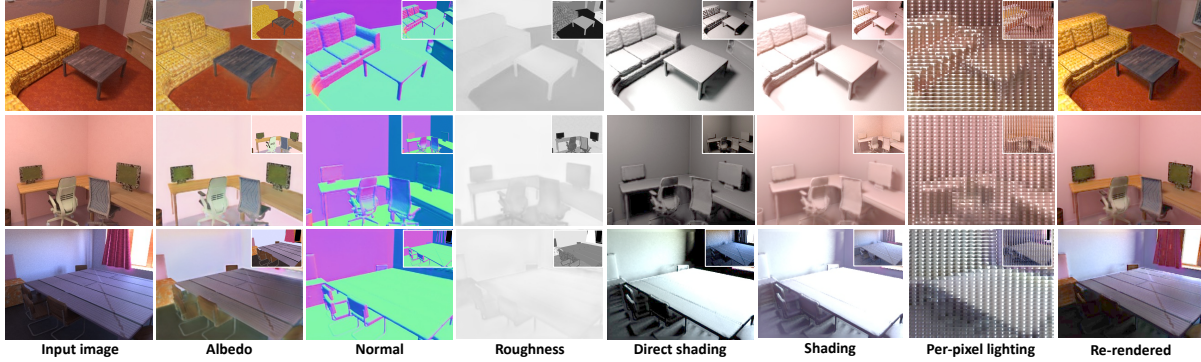 Input image
Albedo
Normal
Roughness
Direct shading
Shading
Per-pixel lighting
Re-rendered